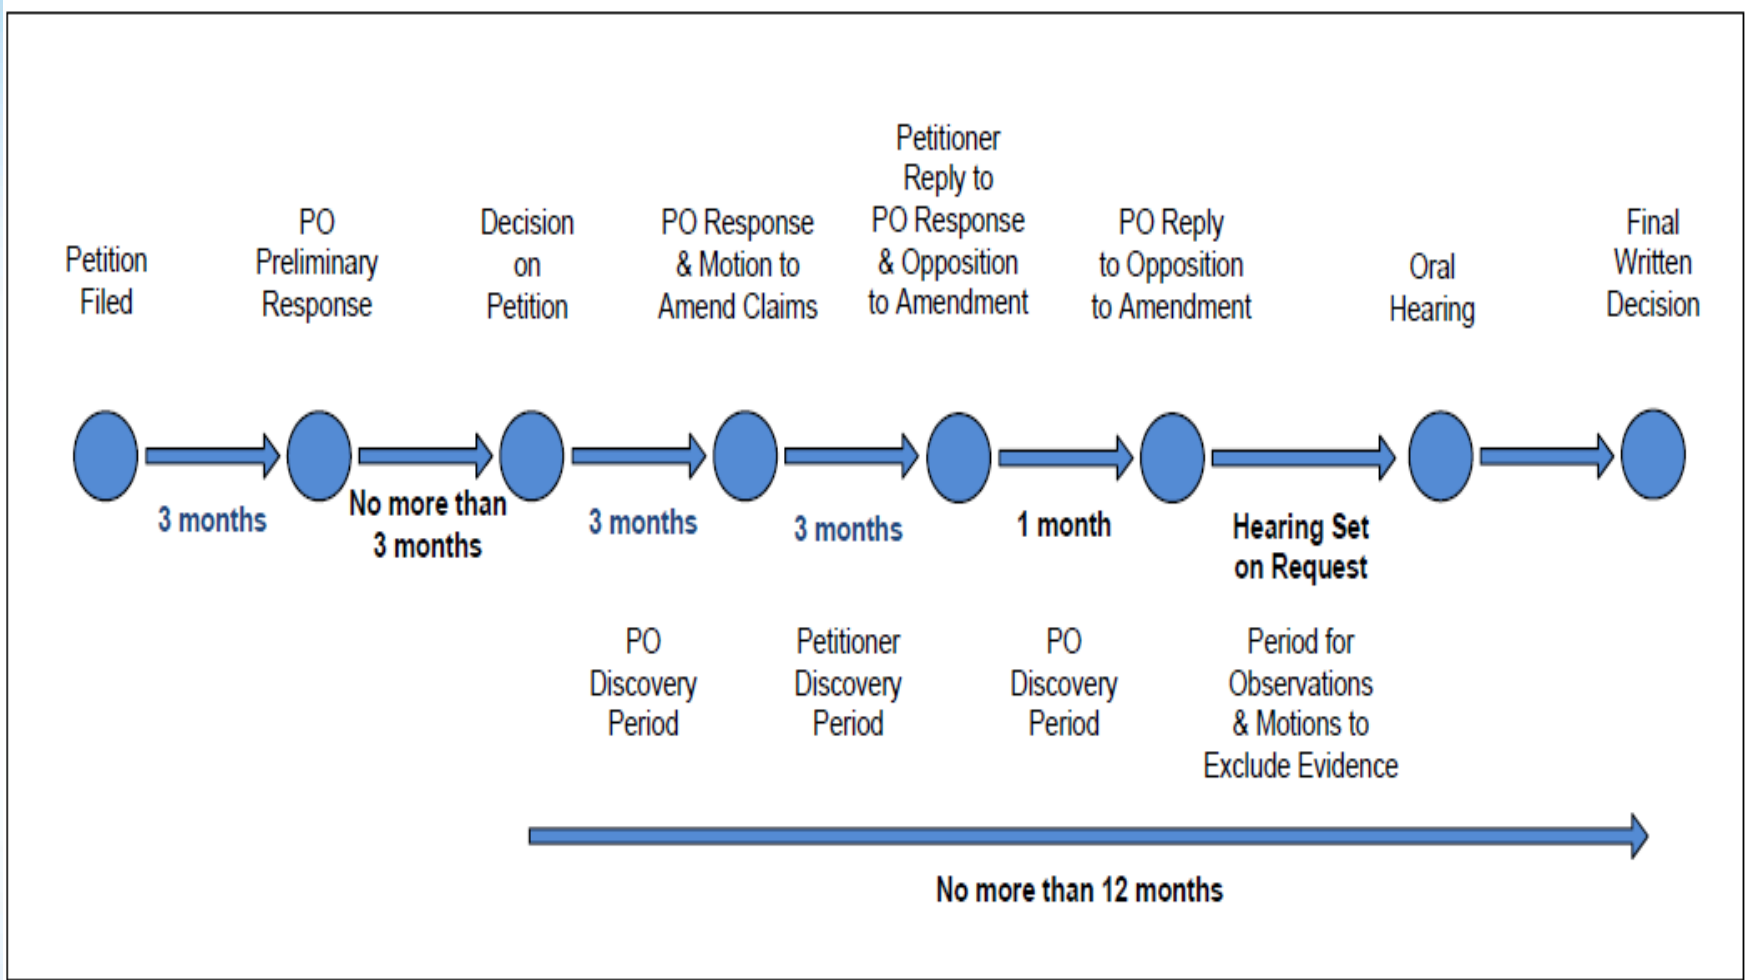 Petition
Filed
PO
Preliminary
Response
Decision
on
Petition
PO Response
& Motion to
Amend Claims
Petitioner
Reply to
PO Response
& Opposition
to Amendment
PO Reply
to Opposition
to Amendment
Oral
Hearing
Final
Written
Decision
3 months
No more than
3 months
3 months
3 months
1 month
Hearing Set
on Request
PO
Discovery
Period
Petitioner
Discovery
Period
PO
Discovery
Period
Period for
Observations
& Motions to
Exclude Evidence
No more than 12 months